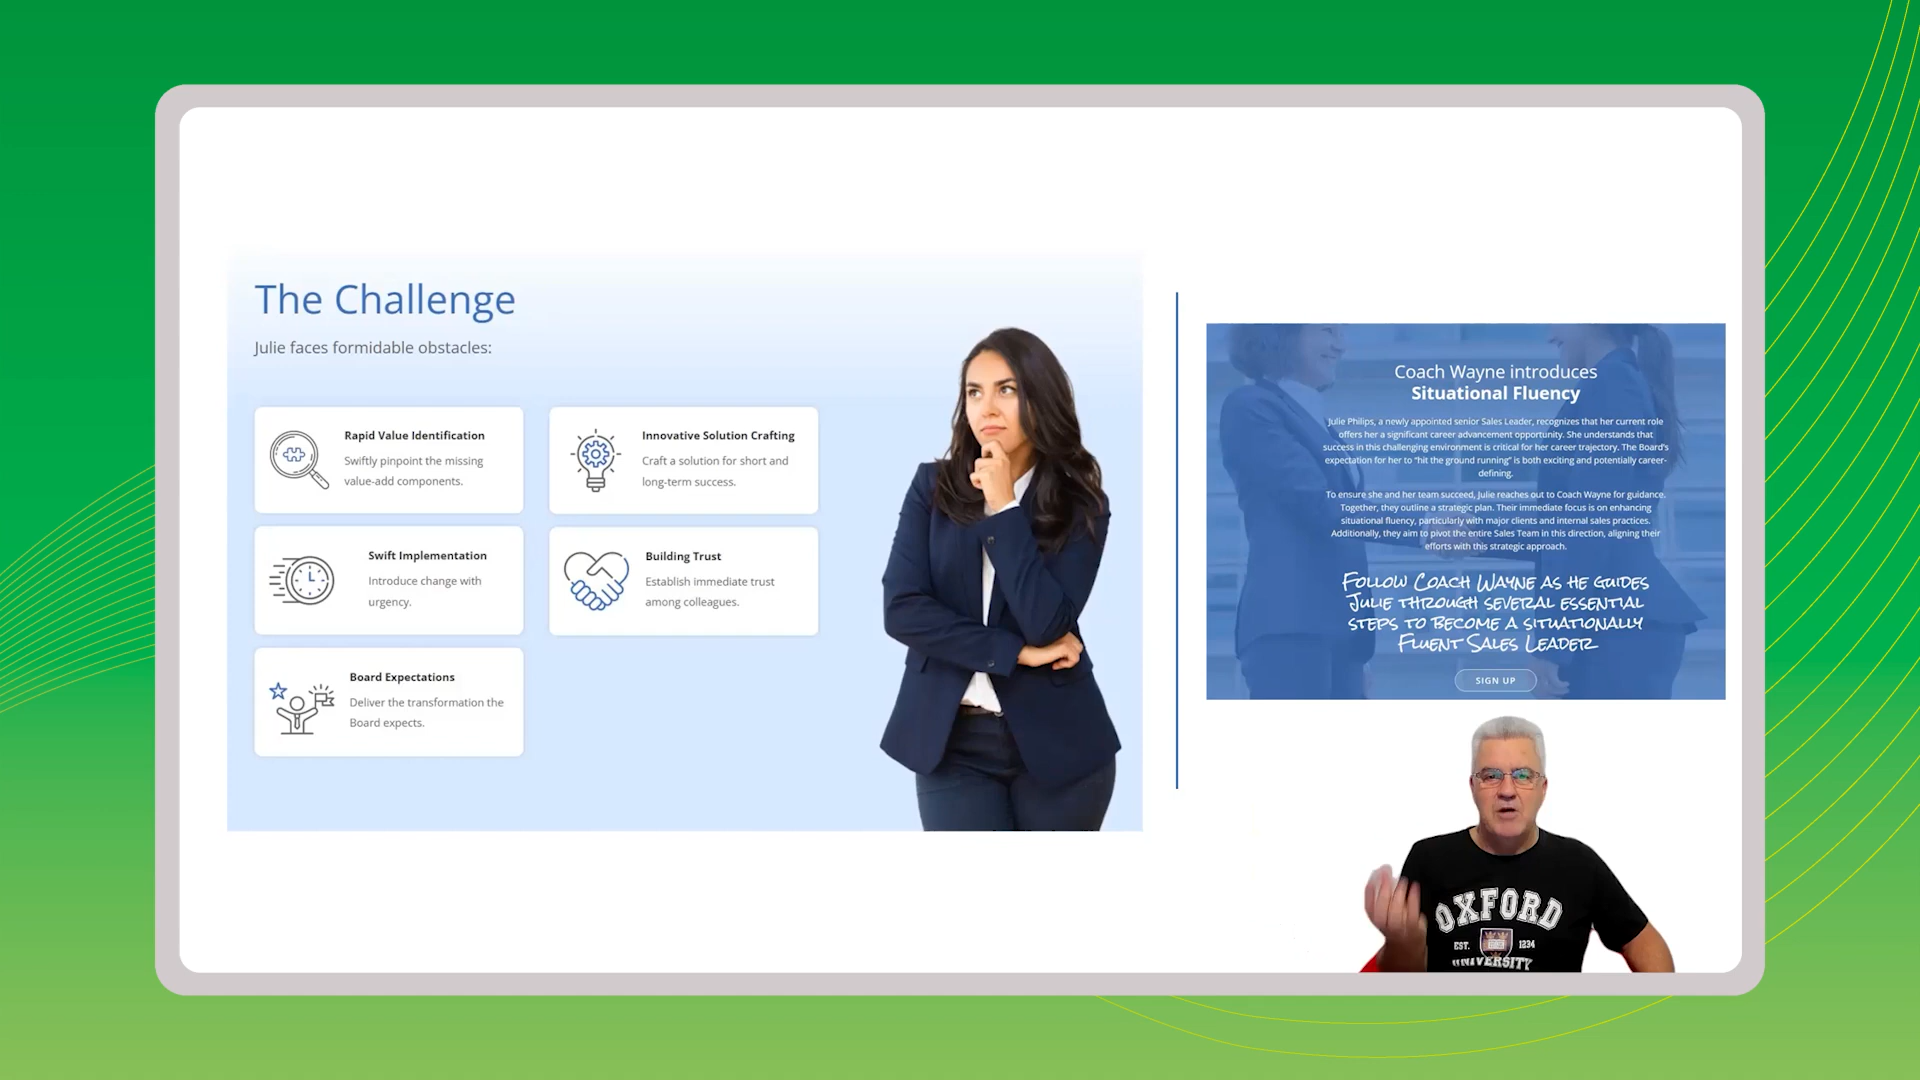 The Challenge
Julie faces formidable obstacles:
Rapid Value Identification
Swiftly pinpoint the missing
value-add components.
Innovative Solution Crafting
Craft a solution for short and
long-term success.
Swift Implementation
Introduce change with
urgency.
Building Trust
Establish immediate trust
among colleagues.
Board Expectations
Deliver the transformation the
Board expects.
Coach Wayne introduces
Situational Fluency
Julie Philips, a newly appointed senior Sales Leader, recognizes that her current role
offers her a significant career advancement opportunity. She understands that
success in this challenging environment is critical for her career trajectory. The Board's
expectation for her to "hit the ground running" is both exciting and potentially career-
defining.
To ensure she and her team succeed, Julie reaches out to Coach Wayne for guidance.
Together, they outline a strategic plan. Their immediate focus is on enhancing
situational fluency, particularly with major clients and internal sales practices.
Additionally, they aim to pivot the entire Sales Team in this direction, aligning their
efforts with this strategic approach.
Follow Coach Wayne as he guides
Julie through several essential
steps to become a situationally
Fluent Sales Leader
SIGN UP
OXFORD
EST. 1234
UNIVERSITY